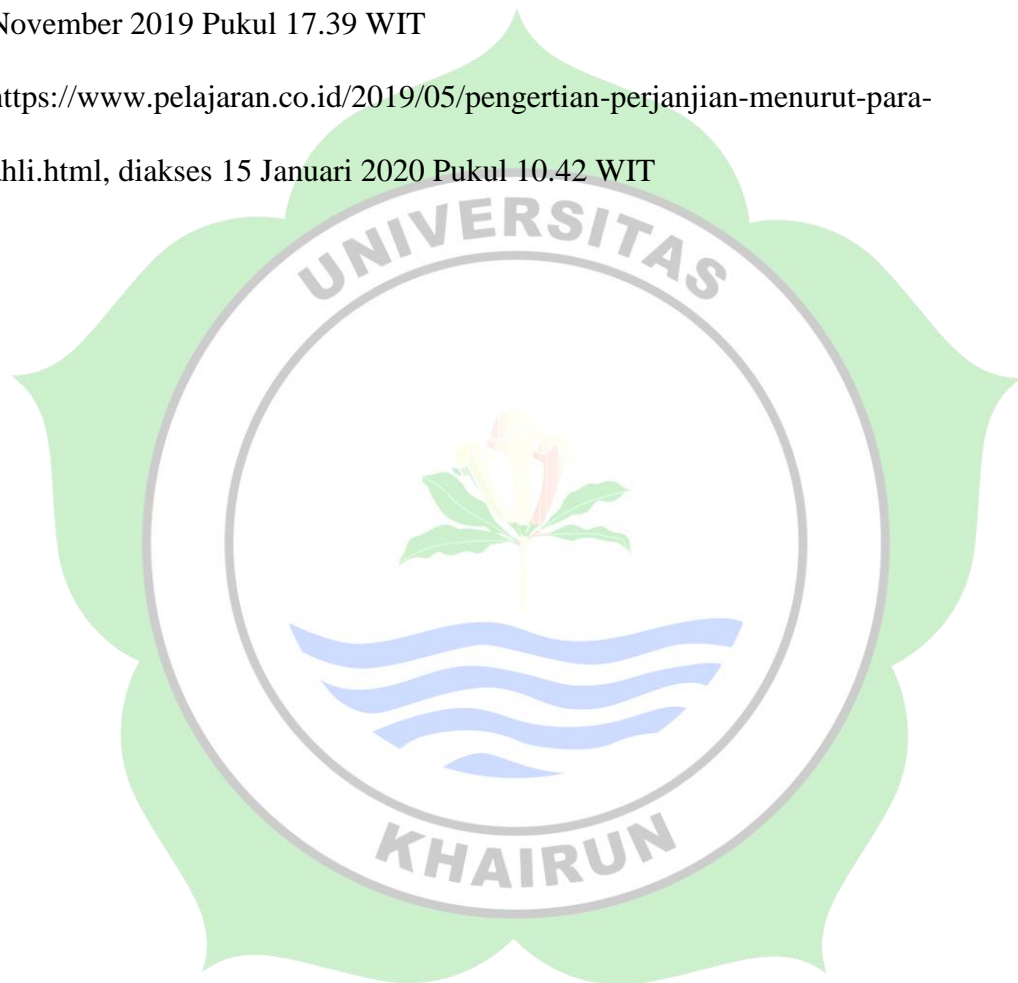 November 2019 Pukul 17.39 WIT
https://www.pelajaran.co.id/2019/05/pengertian-perjanjian-menurut-para-
ahli.html, diakses 15 Januari 2020 Pukul 10.42 WIT
UNIVERSITAS
KHAIRUN